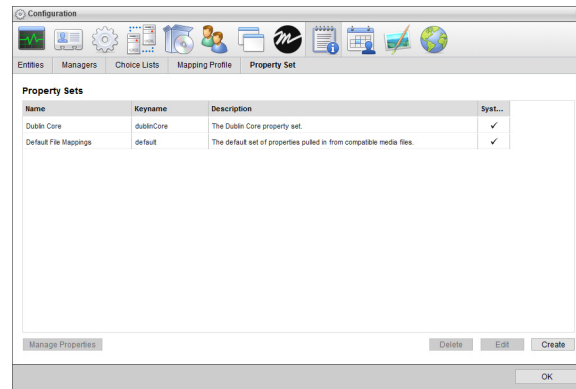 Configuration
Entities Managers Choice Lists Mapping Profile Property Set
Property Sets
Name Keyname Description Syst...
Dublin Core dublinCore The Dublin Core property set.
Default File Mappings default The default set of properties pulled in from compatible media files.
Manage Properties Delete Edit Create
OK